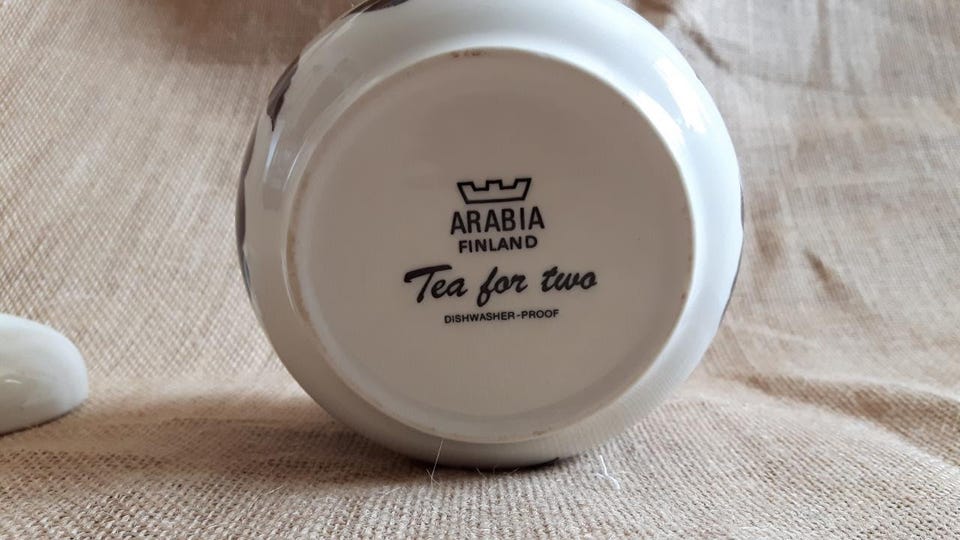 ARABIA
FINLAND
Tea for two
DISHWASHER-PROOF